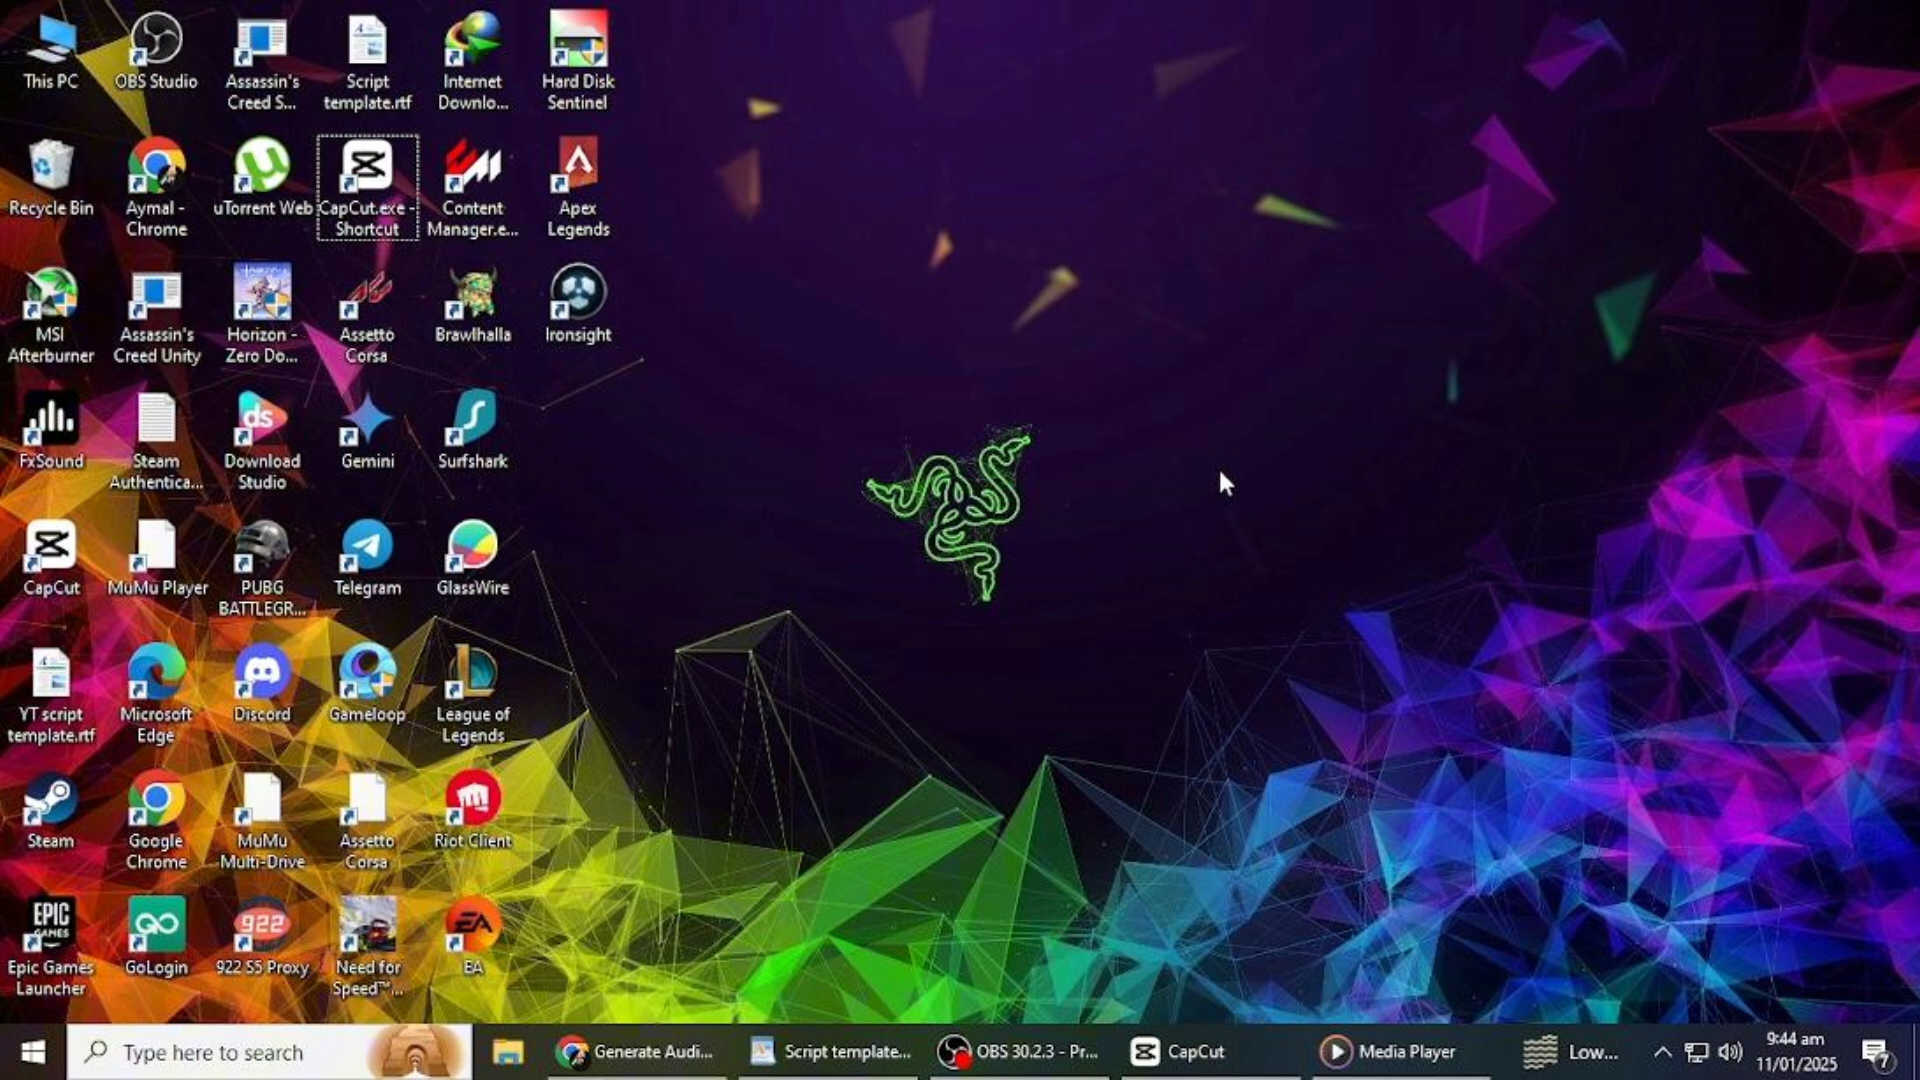 This PC
OBS Studio
Assassin's
Creed S...
Script
template.rtf
Internet
Downlo...
Hard Disk
Sentinel
Recycle Bin
Aymal -
Chrome
uTorrent Web
CapCut.exe -
Shortcut
Content
Manager.e...
Apex
Legends
MSI
Afterburner
Assassin's
Creed Unity
Horizon -
Zero Do...
Assetto
Corsa
Brawlhalla
Ironsight
FxSound
Steam
Authentica...
ds
Download
Studio
Gemini
Surfshark
CapCut
MuMu Player
PUBG
BATTLEGR...
Telegram
GlassWire
YT script
template.rtf
Microsoft
Edge
Discord
Gameloop
League of
Legends
Steam
Google
Chrome
MuMu
Multi-Drive
Assetto
Corsa
Riot Client
EPIC
GAMES
Epic Games
Launcher
GO
GoLogin
922
922 S5 Proxy
Need for
Speed™...
EA
EA
Type here to search
Generate Audi...
Script template...
OBS 30.2.3 - Pr...
CapCut
Media Player
Low...
9:44 am
11/01/2025
7